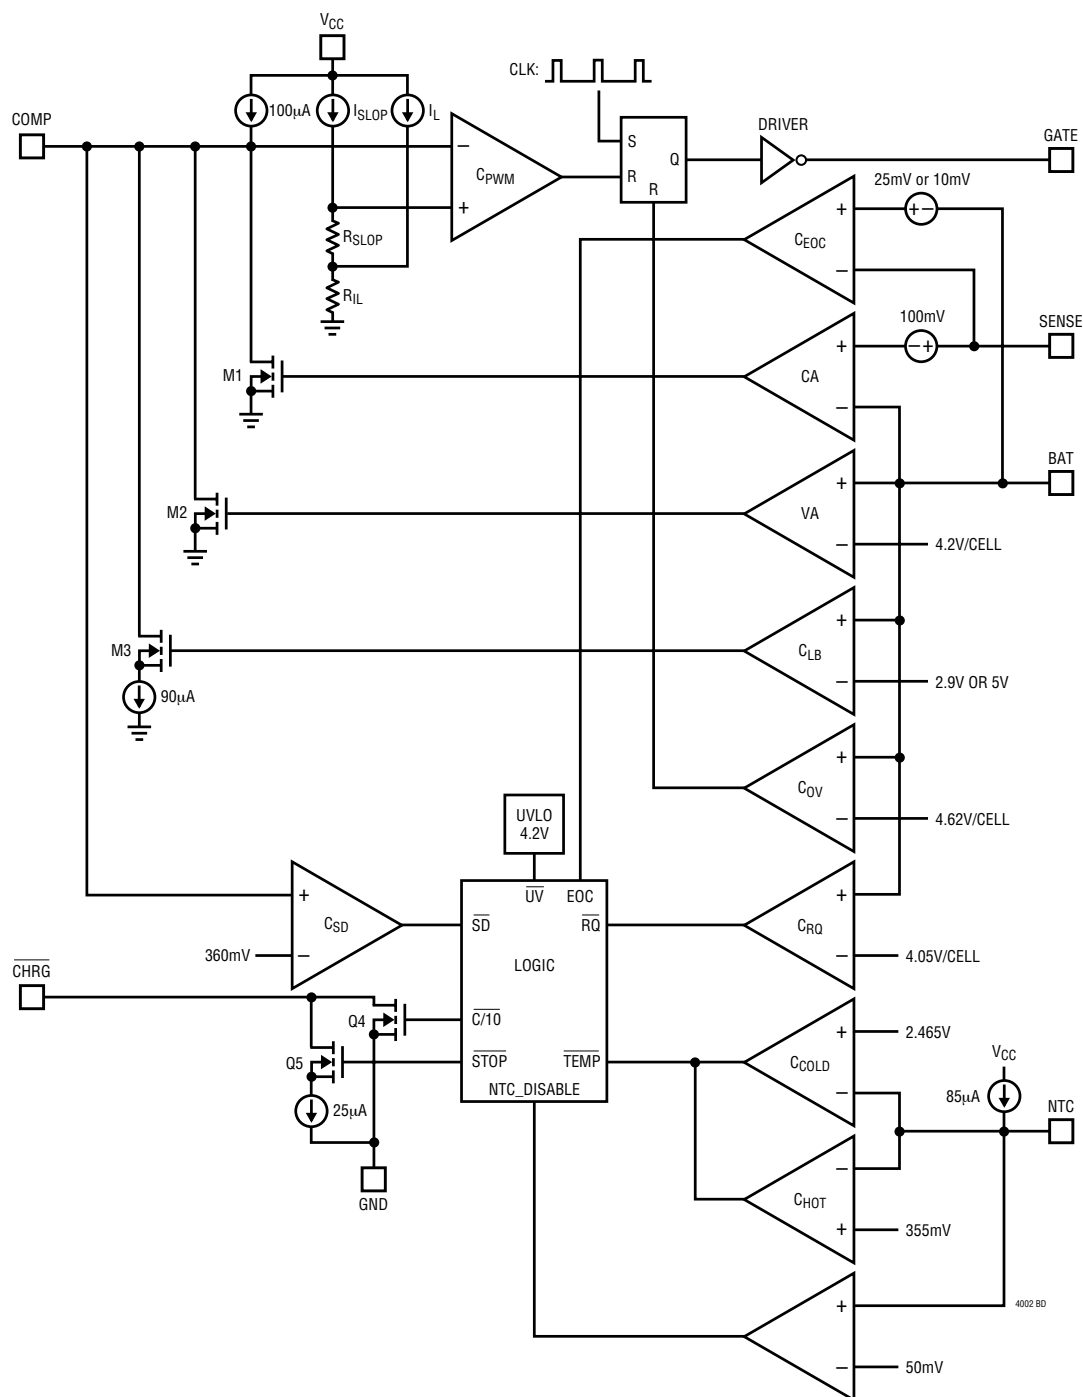 VCC
CLK:
COMP
100µA
ISLOP
IL
DRIVER
GATE
S
Q
R
R
−
CPWM
+
25mV or 10mV
+−
+
CEOC
−
RSLOP
RIL
100mV
−+
SENSE
+
CA
−
M1
BAT
+
VA
−
4.2V/CELL
M2
+
CLB
−
2.9V OR 5V
M3
90µA
+
COV
−
4.62V/CELL
UVLO
4.2V
UV
EOC
+
CSD
−
360mV
SD
RQ
LOGIC
+
CRQ
−
4.05V/CELL
CHRG
Q4
C/10
Q5
STOP
TEMP
NTC_DISABLE
25µA
GND
+
CCOLD
−
2.465V
VCC
85µA
NTC
−
CHOT
+
355mV
+
−
50mV
4002 BD